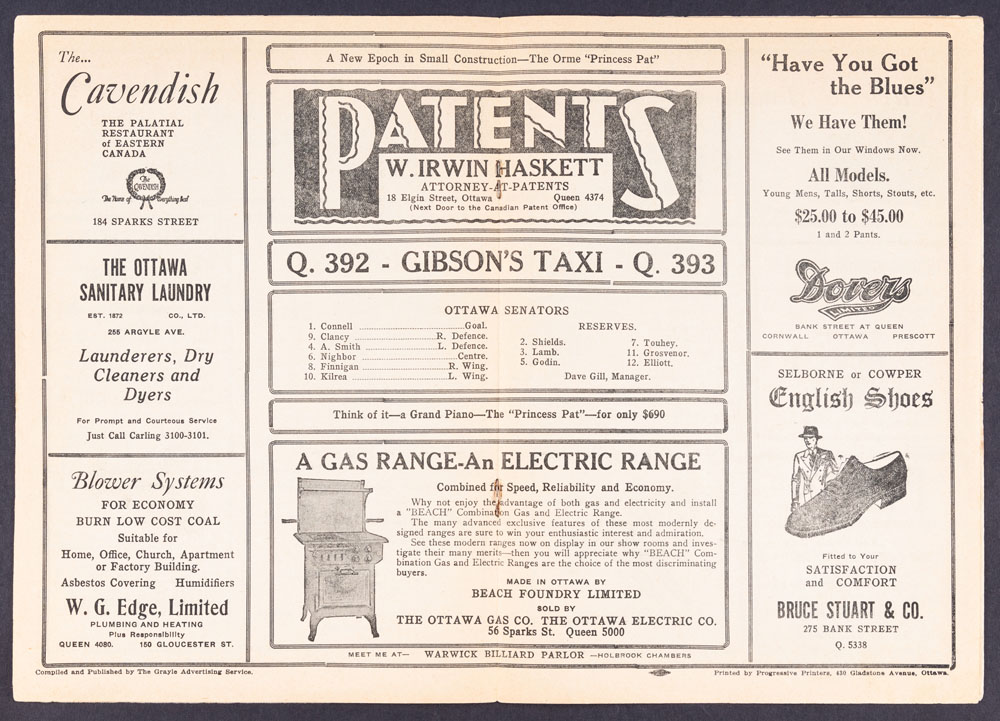 The...
Cavendish
THE PALATIAL
RESTAURANT
of EASTERN
CANADA
The
CAVENDISH
The Home of Everything Good
184 SPARKS STREET
THE OTTAWA
SANITARY LAUNDRY
EST. 1872 CO., LTD.
255 ARGYLE AVE.
Launderers, Dry
Cleaners and
Dyers
For Prompt and Courteous Service
Just Call Carling 3100-3101.
Blower Systems
FOR ECONOMY
BURN LOW COST COAL
Suitable for
Home, Office, Church, Apartment
or Factory Building.
Asbestos Covering Humidifiers
W. G. Edge, Limited
PLUMBING AND HEATING
Plus Responsibility
QUEEN 4080. 150 GLOUCESTER ST.
A New Epoch in Small Construction—The Orme "Princess Pat"
PATENTS
W. IRWIN HASKETT
ATTORNEY-AT-PATENTS
18 Elgin Street, Ottawa Queen 4374
(Next Door to the Canadian Patent Office)
Q. 392 - GIBSON'S TAXI - Q. 393
OTTAWA SENATORS
1. Connell ........ Goal.
9. Clancy ........ R. Defence.
4. A. Smith ........ L. Defence.
6. Nighbor ........ Centre.
8. Finnigan ........ R. Wing.
10. Kilrea ........ L. Wing.
RESERVES.
2. Shields. 7. Touhey.
3. Lamb. 11. Grosvenor.
5. Godin. 12. Elliott.
Dave Gill, Manager.
Think of it—a Grand Piano—The "Princess Pat"—for only $690
A GAS RANGE-An ELECTRIC RANGE
Combined for Speed, Reliability and Economy.
Why not enjoy the advantage of both gas and electricity and install
a "BEACH" Combination Gas and Electric Range.
The many advanced exclusive features of these most modernly de-
signed ranges are sure to win your enthusiastic interest and admiration.
See these modern ranges now on display in our show rooms and inves-
tigate their many merits—then you will appreciate why "BEACH" Com-
bination Gas and Electric Ranges are the choice of the most discriminating
buyers.
MADE IN OTTAWA BY
BEACH FOUNDRY LIMITED
SOLD BY
THE OTTAWA GAS CO. THE OTTAWA ELECTRIC CO.
56 Sparks St. Queen 5000
MEET ME AT— WARWICK BILLIARD PARLOR —HOLBROOK CHAMBERS
"Have You Got
the Blues"
We Have Them!
See Them in Our Windows Now.
All Models.
Young Mens, Talls, Shorts, Stouts, etc.
$25.00 to $45.00
1 and 2 Pants.
Dovers
LIMITED
BANK STREET AT QUEEN
CORNWALL OTTAWA PRESCOTT
SELBORNE or COWPER
English Shoes
Fitted to Your
SATISFACTION
and COMFORT
BRUCE STUART & CO.
275 BANK STREET
Q. 5338
Compiled and Published by The Grayle Advertising Service.
Printed by Progressive Printers, 430 Gladstone Avenue, Ottawa.